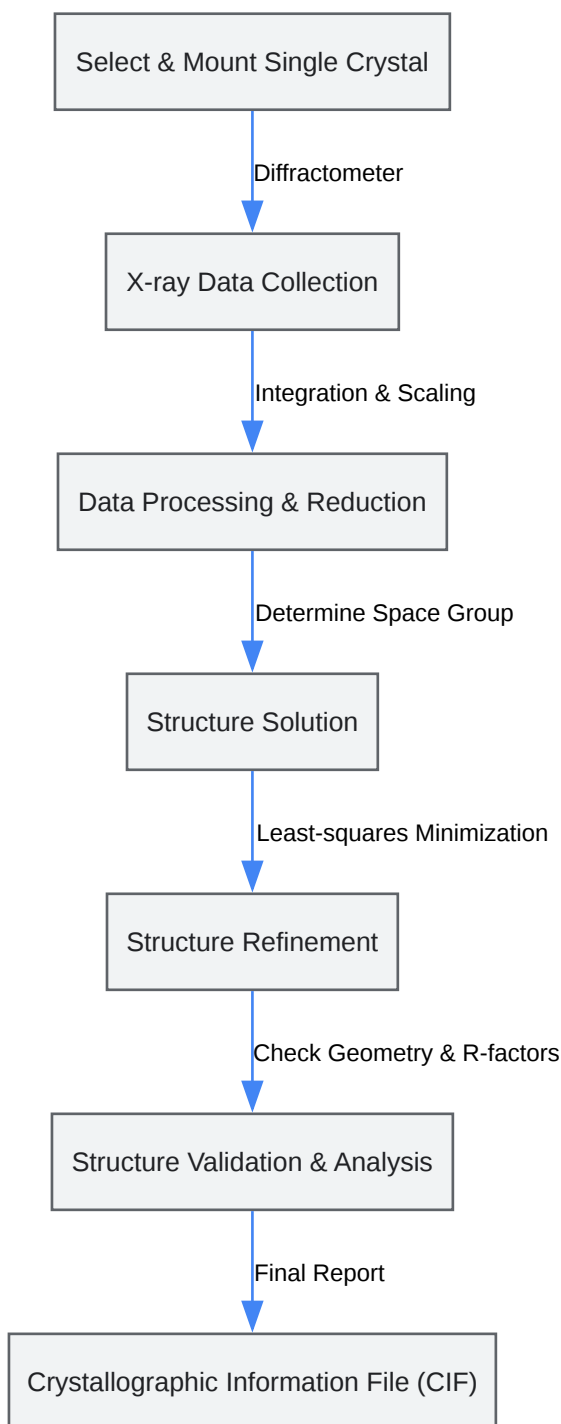 Select & Mount Single Crystal
Diffractometer
X-ray Data Collection
Integration & Scaling
Data Processing & Reduction
Determine Space Group
Structure Solution
Least-squares Minimization
Structure Refinement
Check Geometry & R-factors
Structure Validation & Analysis
Final Report
Crystallographic Information File (CIF)